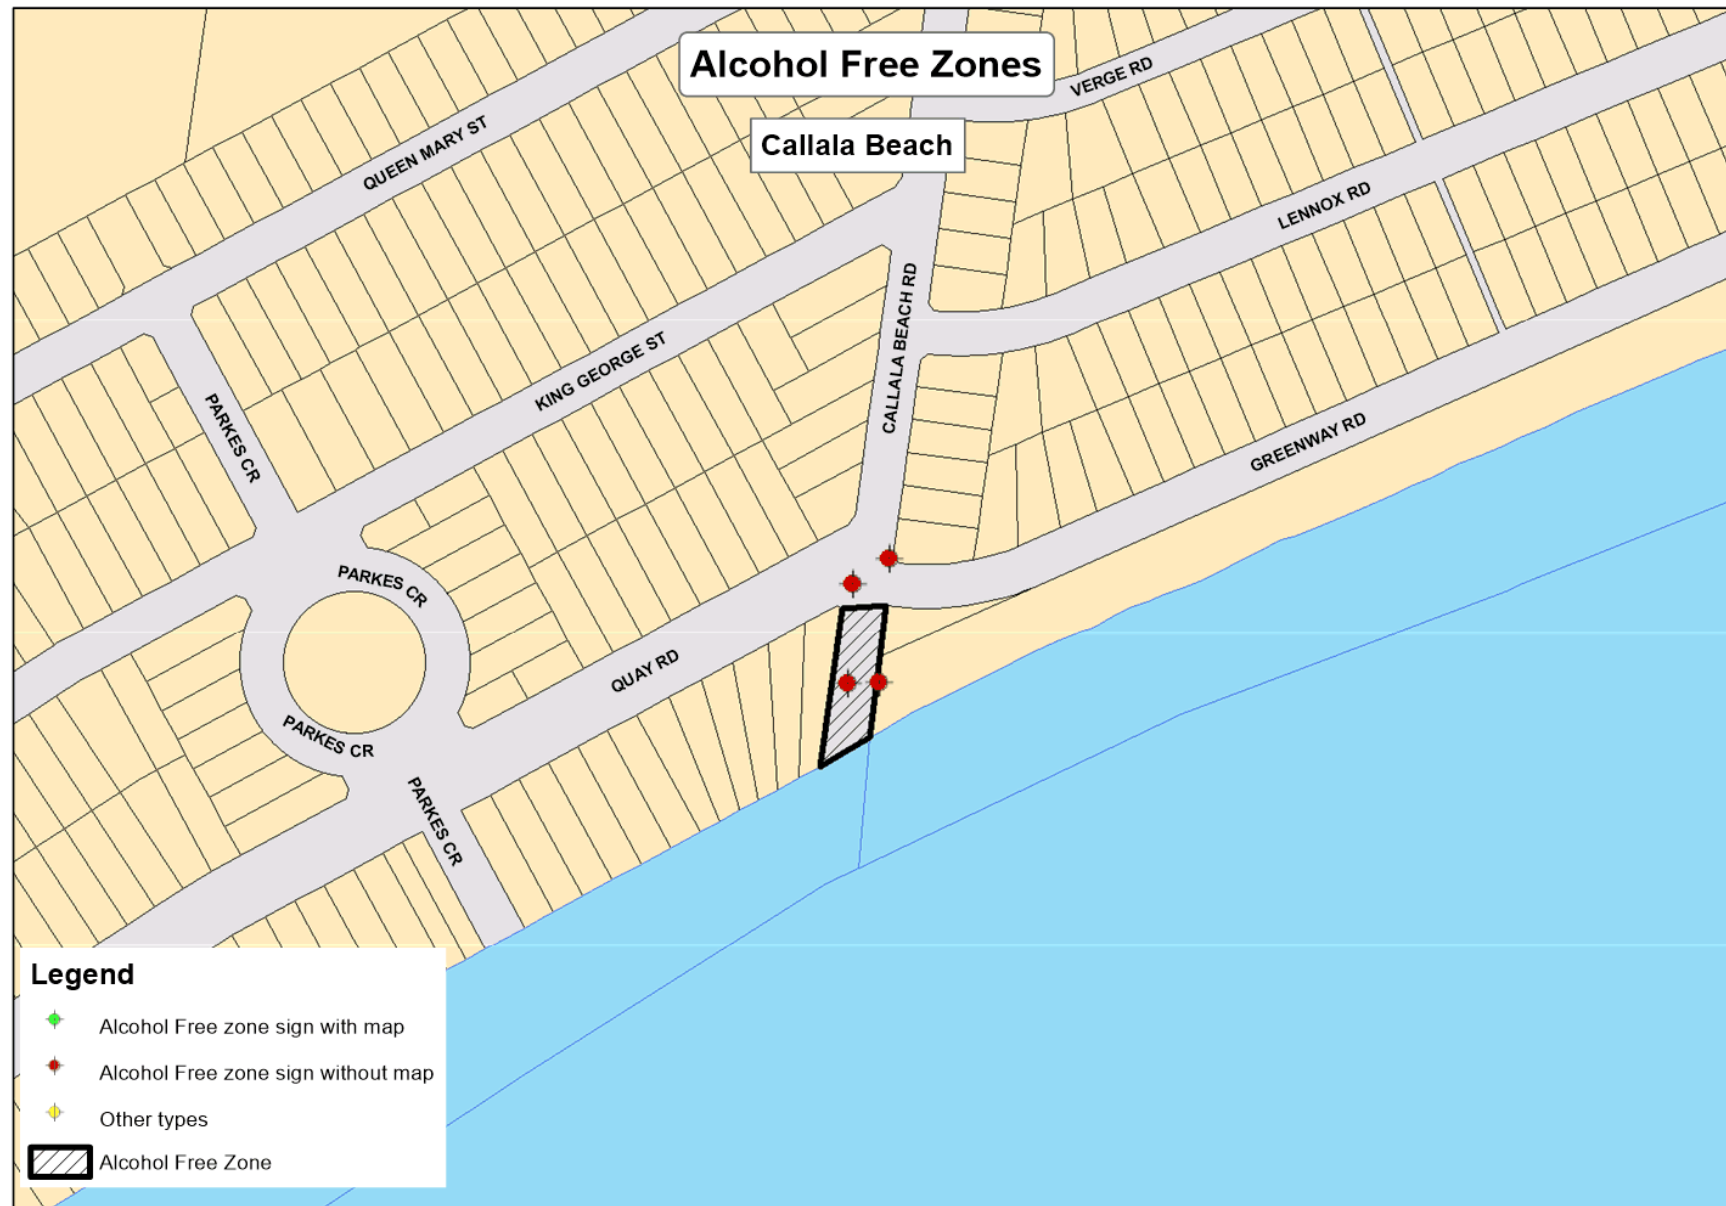 Alcohol Free Zones
VERGE RD
QUEEN MARY ST
Callala Beach
LENNOX RD
CALLALA BEACH RD
KING GEORGE ST
PARKES CR
GREENWAY RD
PARKES CR
QUAY RD
PARKES CR
PARKES CR
Legend
Alcohol Free zone sign with map
Alcohol Free zone sign without map
Other types
Alcohol Free Zone